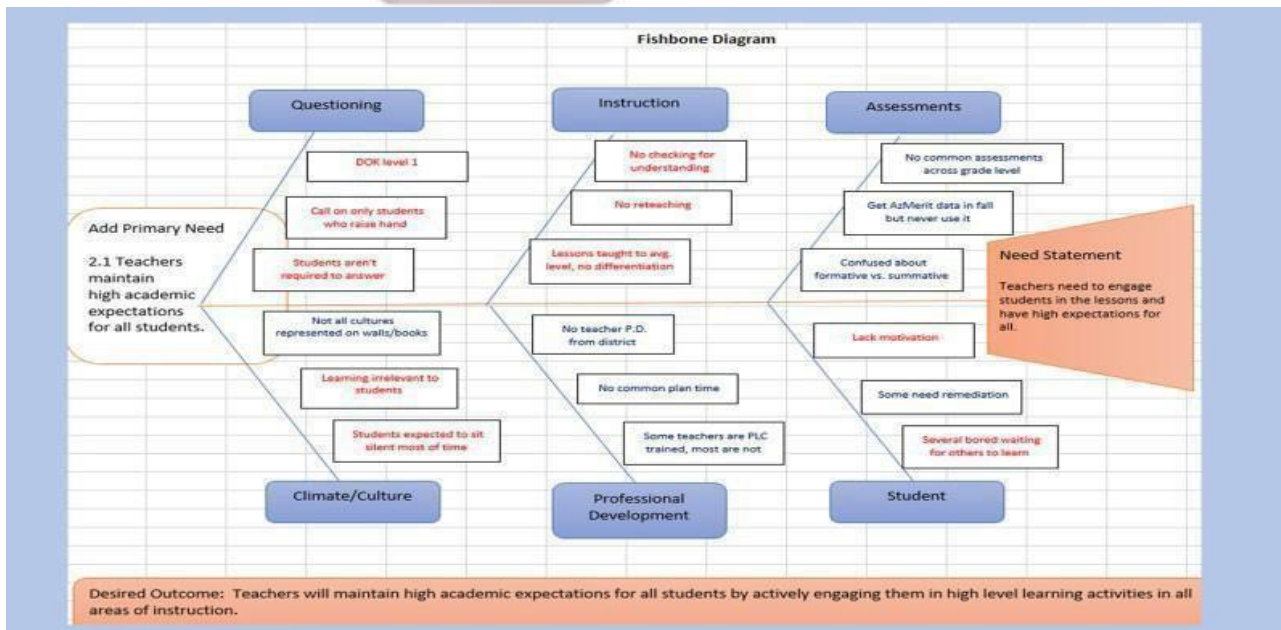 Fishbone Diagram
Questioning
Instruction
Assessments
DOK level 1
Call on only students
who raise hand
Students aren't
required to answer
No checking for
understanding
No reteaching
Lessons taught to avg.
level, no differentiation
No common assessments
across grade level
Get AzMerit data in fall
but never use it
Confused about
formative vs. summative
Add Primary Need
2.1 Teachers
maintain
high academic
expectations
for all students.
Need Statement
Teachers need to engage
students in the lessons and
have high expectations for
all.
Not all cultures
represented on walls/books
Learning irrelevant to
students
Students expected to sit
silent most of time
No teacher P.D.
from district
No common plan time
Some teachers are PLC
trained, most are not
Lack motivation
Some need remediation
Several bored waiting
for others to learn
Climate/Culture
Professional
Development
Student
Desired Outcome: Teachers will maintain high academic expectations for all students by actively engaging them in high level learning activities in all
areas of instruction.